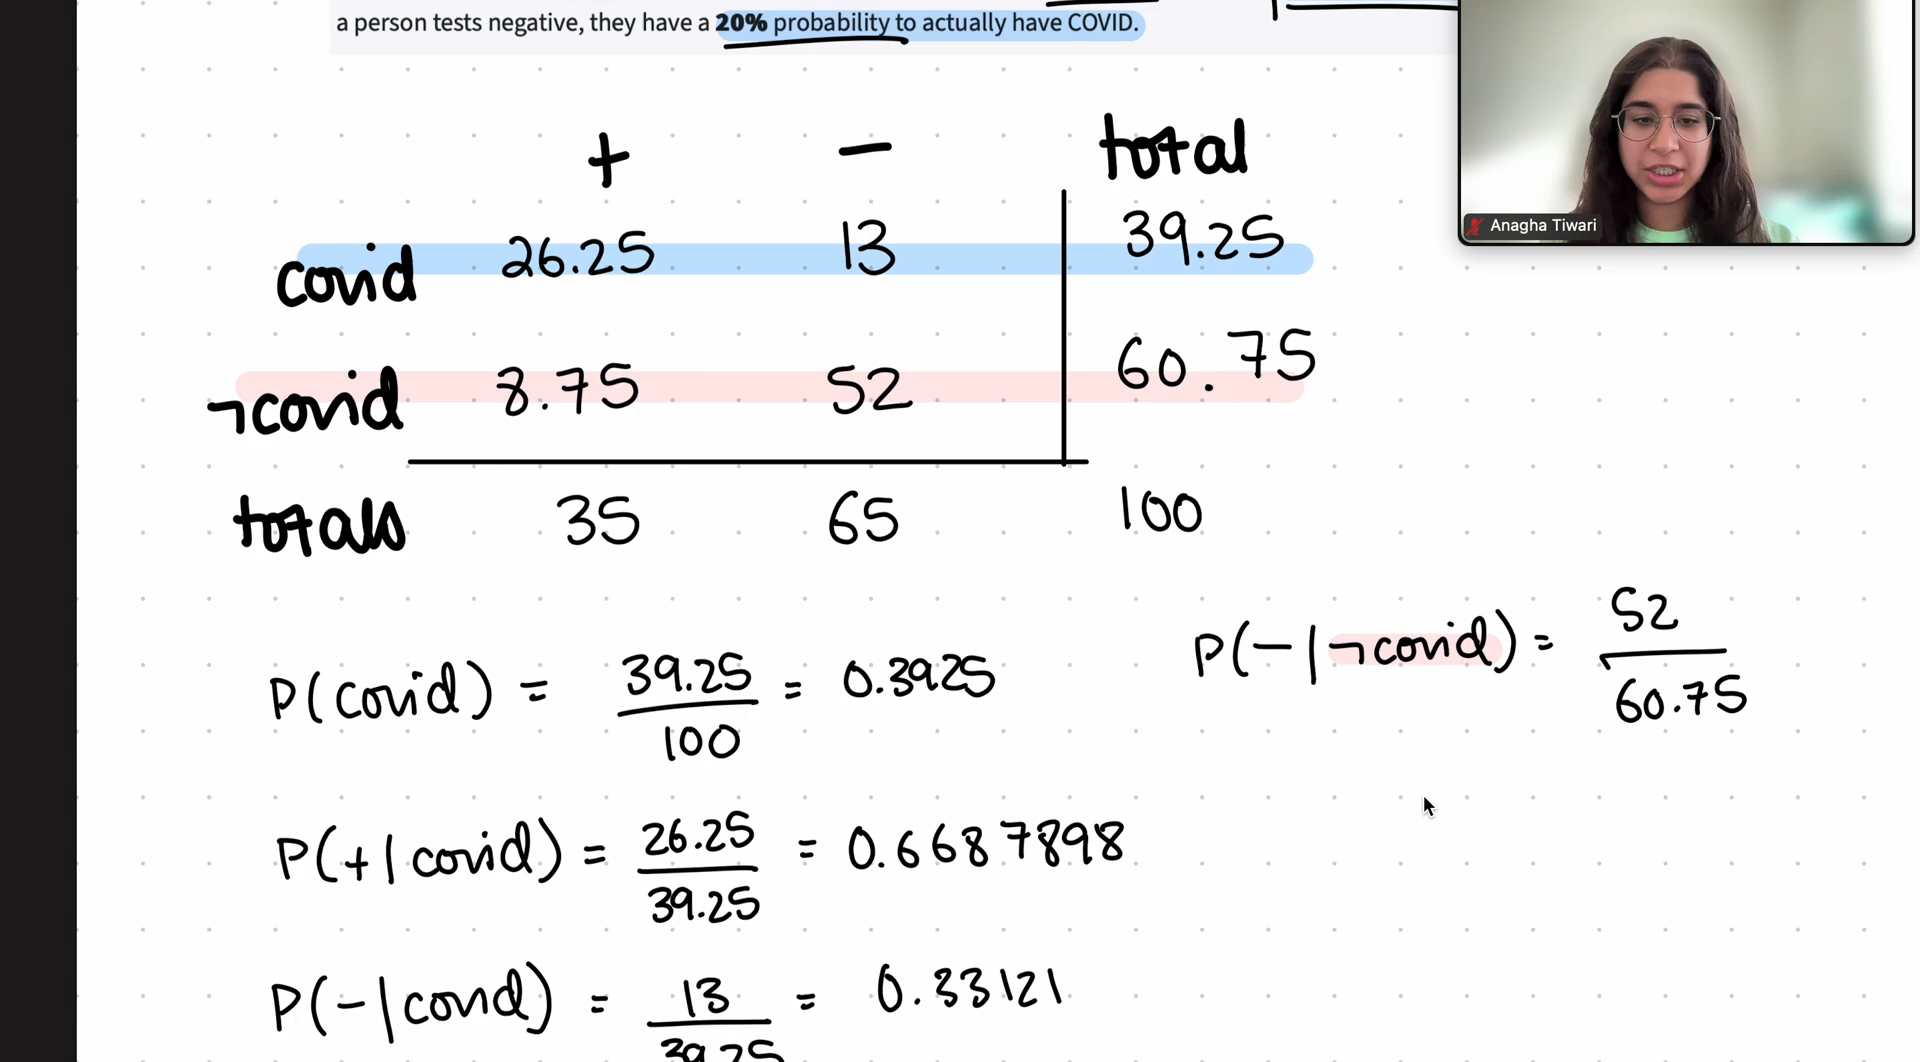 a person tests negative, they have a 20% probability to actually have COVID.
Anagha Tiwari
+ − total
covid 26.25 13 39.25
¬covid 8.75 52 60.75
totals 35 65 100
P(covid) = 39.25/100 = 0.3925
P(−|¬covid) = 52/60.75
P(+|covid) = 26.25/39.25 = 0.6687898
P(−|covid) = 13/39.25 = 0.33121